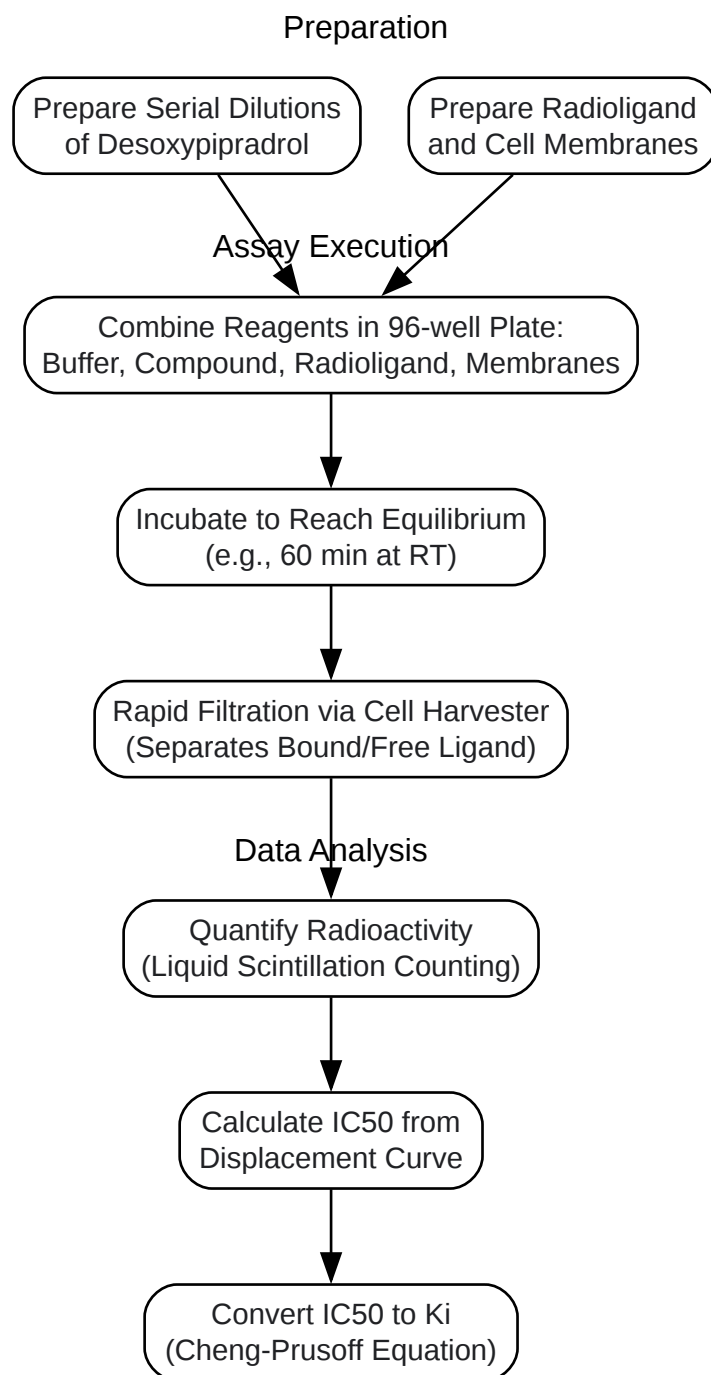 Preparation
Prepare Serial Dilutions
of Desoxypipradrol
Prepare Radioligand
and Cell Membranes
Assay Execution
Combine Reagents in 96-well Plate:
Buffer, Compound, Radioligand, Membranes
Incubate to Reach Equilibrium
(e.g., 60 min at RT)
Rapid Filtration via Cell Harvester
(Separates Bound/Free Ligand)
Data Analysis
Quantify Radioactivity
(Liquid Scintillation Counting)
Calculate IC50 from
Displacement Curve
Convert IC50 to Ki
(Cheng-Prusoff Equation)